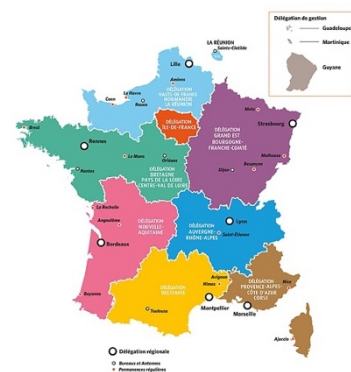 Délégation de gestion
Guadeloupe
Martinique
Guyane
LA RÉUNION
Sainte-Clotilde
Lille
Amiens
DÉLÉGATION
HAUTS-DE-FRANCE
NORMANDIE
LA RÉUNION
Le Havre
Rouen
Caen
DÉLÉGATION
ÎLE-DE-FRANCE
Metz
Strasbourg
DÉLÉGATION
GRAND EST
BOURGOGNE-
FRANCHE-COMTÉ
Mulhouse
Besançon
Dijon
Brest
Rennes
Le Mans
Orléans
DÉLÉGATION
BRETAGNE
PAYS DE LA LOIRE
CENTRE-VAL DE LOIRE
Nantes
La Rochelle
Angoulême
DÉLÉGATION
NOUVELLE-
AQUITAINE
Bordeaux
Bayonne
Lyon
Saint-Étienne
DÉLÉGATION
AUVERGNE-
RHÔNE-ALPES
Avignon
Nîmes
DÉLÉGATION
OCCITANIE
Toulouse
Montpellier
Marseille
Nice
DÉLÉGATION
PROVENCE-ALPES
CÔTE D'AZUR
CORSE
Ajaccio
Délégation régionale
Bureaux et Antennes
Permanences régulières